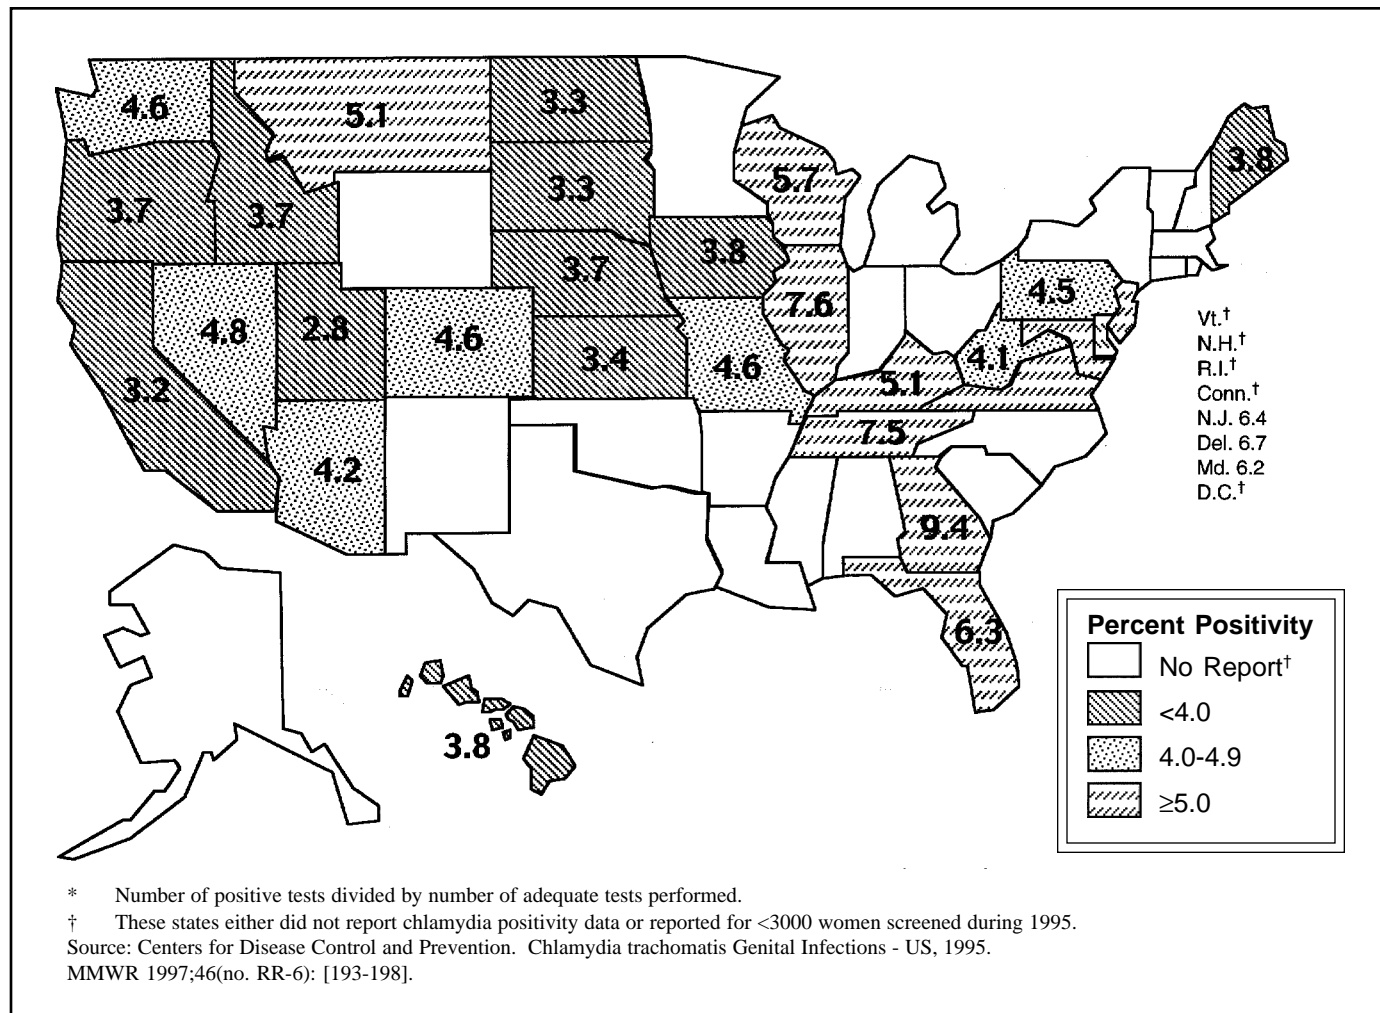 4.6
5.1
3.3
3.8
5.7
3.3
3.7
3.7
3.8
3.7
4.5
7.6
4.8
2.8
4.6
4.1
3.4
4.6
5.1
3.2
7.5
4.2
9.4
6.3
3.8
Vt.†
N.H.†
R.I.†
Conn.†
N.J. 6.4
Del. 6.7
Md. 6.2
D.C.†
Percent Positivity
No Report†
<4.0
4.0-4.9
≥5.0
* Number of positive tests divided by number of adequate tests performed.
† These states either did not report chlamydia positivity data or reported for <3000 women screened during 1995.
Source: Centers for Disease Control and Prevention. Chlamydia trachomatis Genital Infections - US, 1995.
MMWR 1997;46(no. RR-6): [193-198].